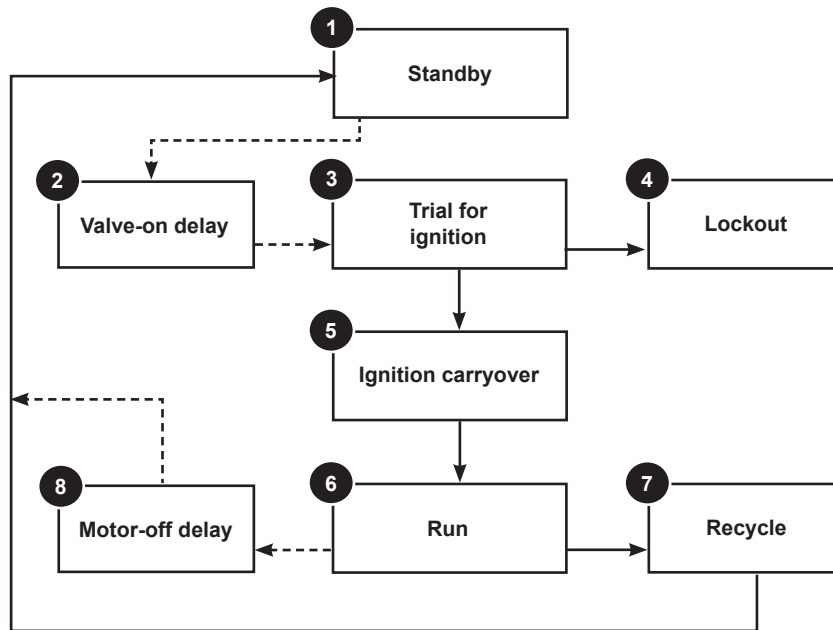 1
Standby
2
Valve-on delay
3
Trial for
ignition
4
Lockout
5
Ignition carryover
6
Run
7
Recycle
8
Motor-off delay